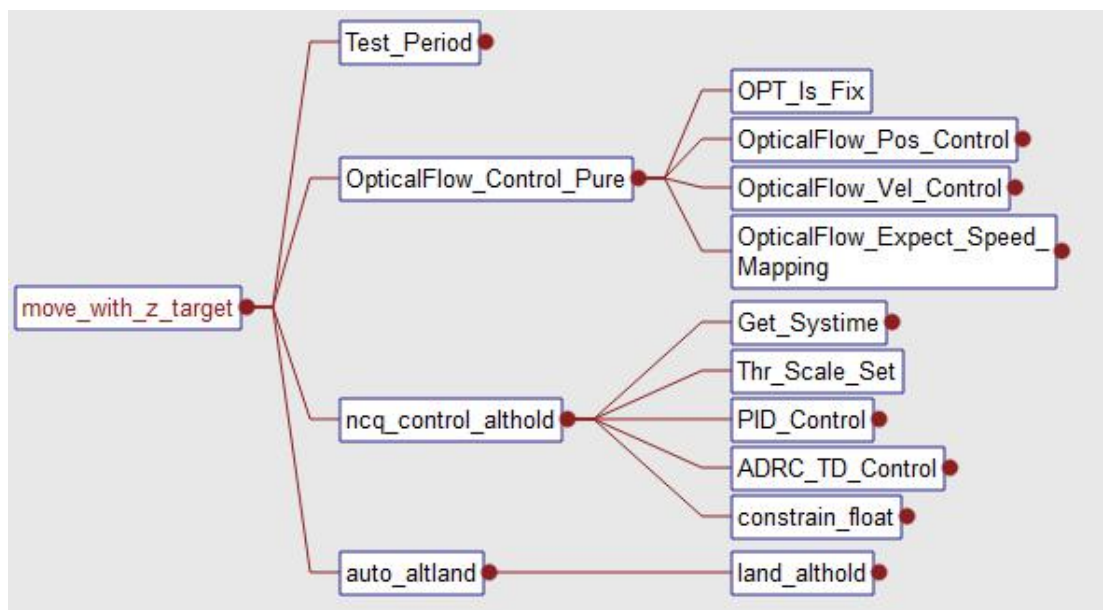 Test_Period
OPT_Is_Fix
OpticalFlow_Pos_Control
OpticalFlow_Control_Pure
OpticalFlow_Vel_Control
OpticalFlow_Expect_Speed_
Mapping
move_with_z_target
Get_Systime
Thr_Scale_Set
ncq_control_althold
PID_Control
ADRC_TD_Control
constrain_float
auto_altland
land_althold